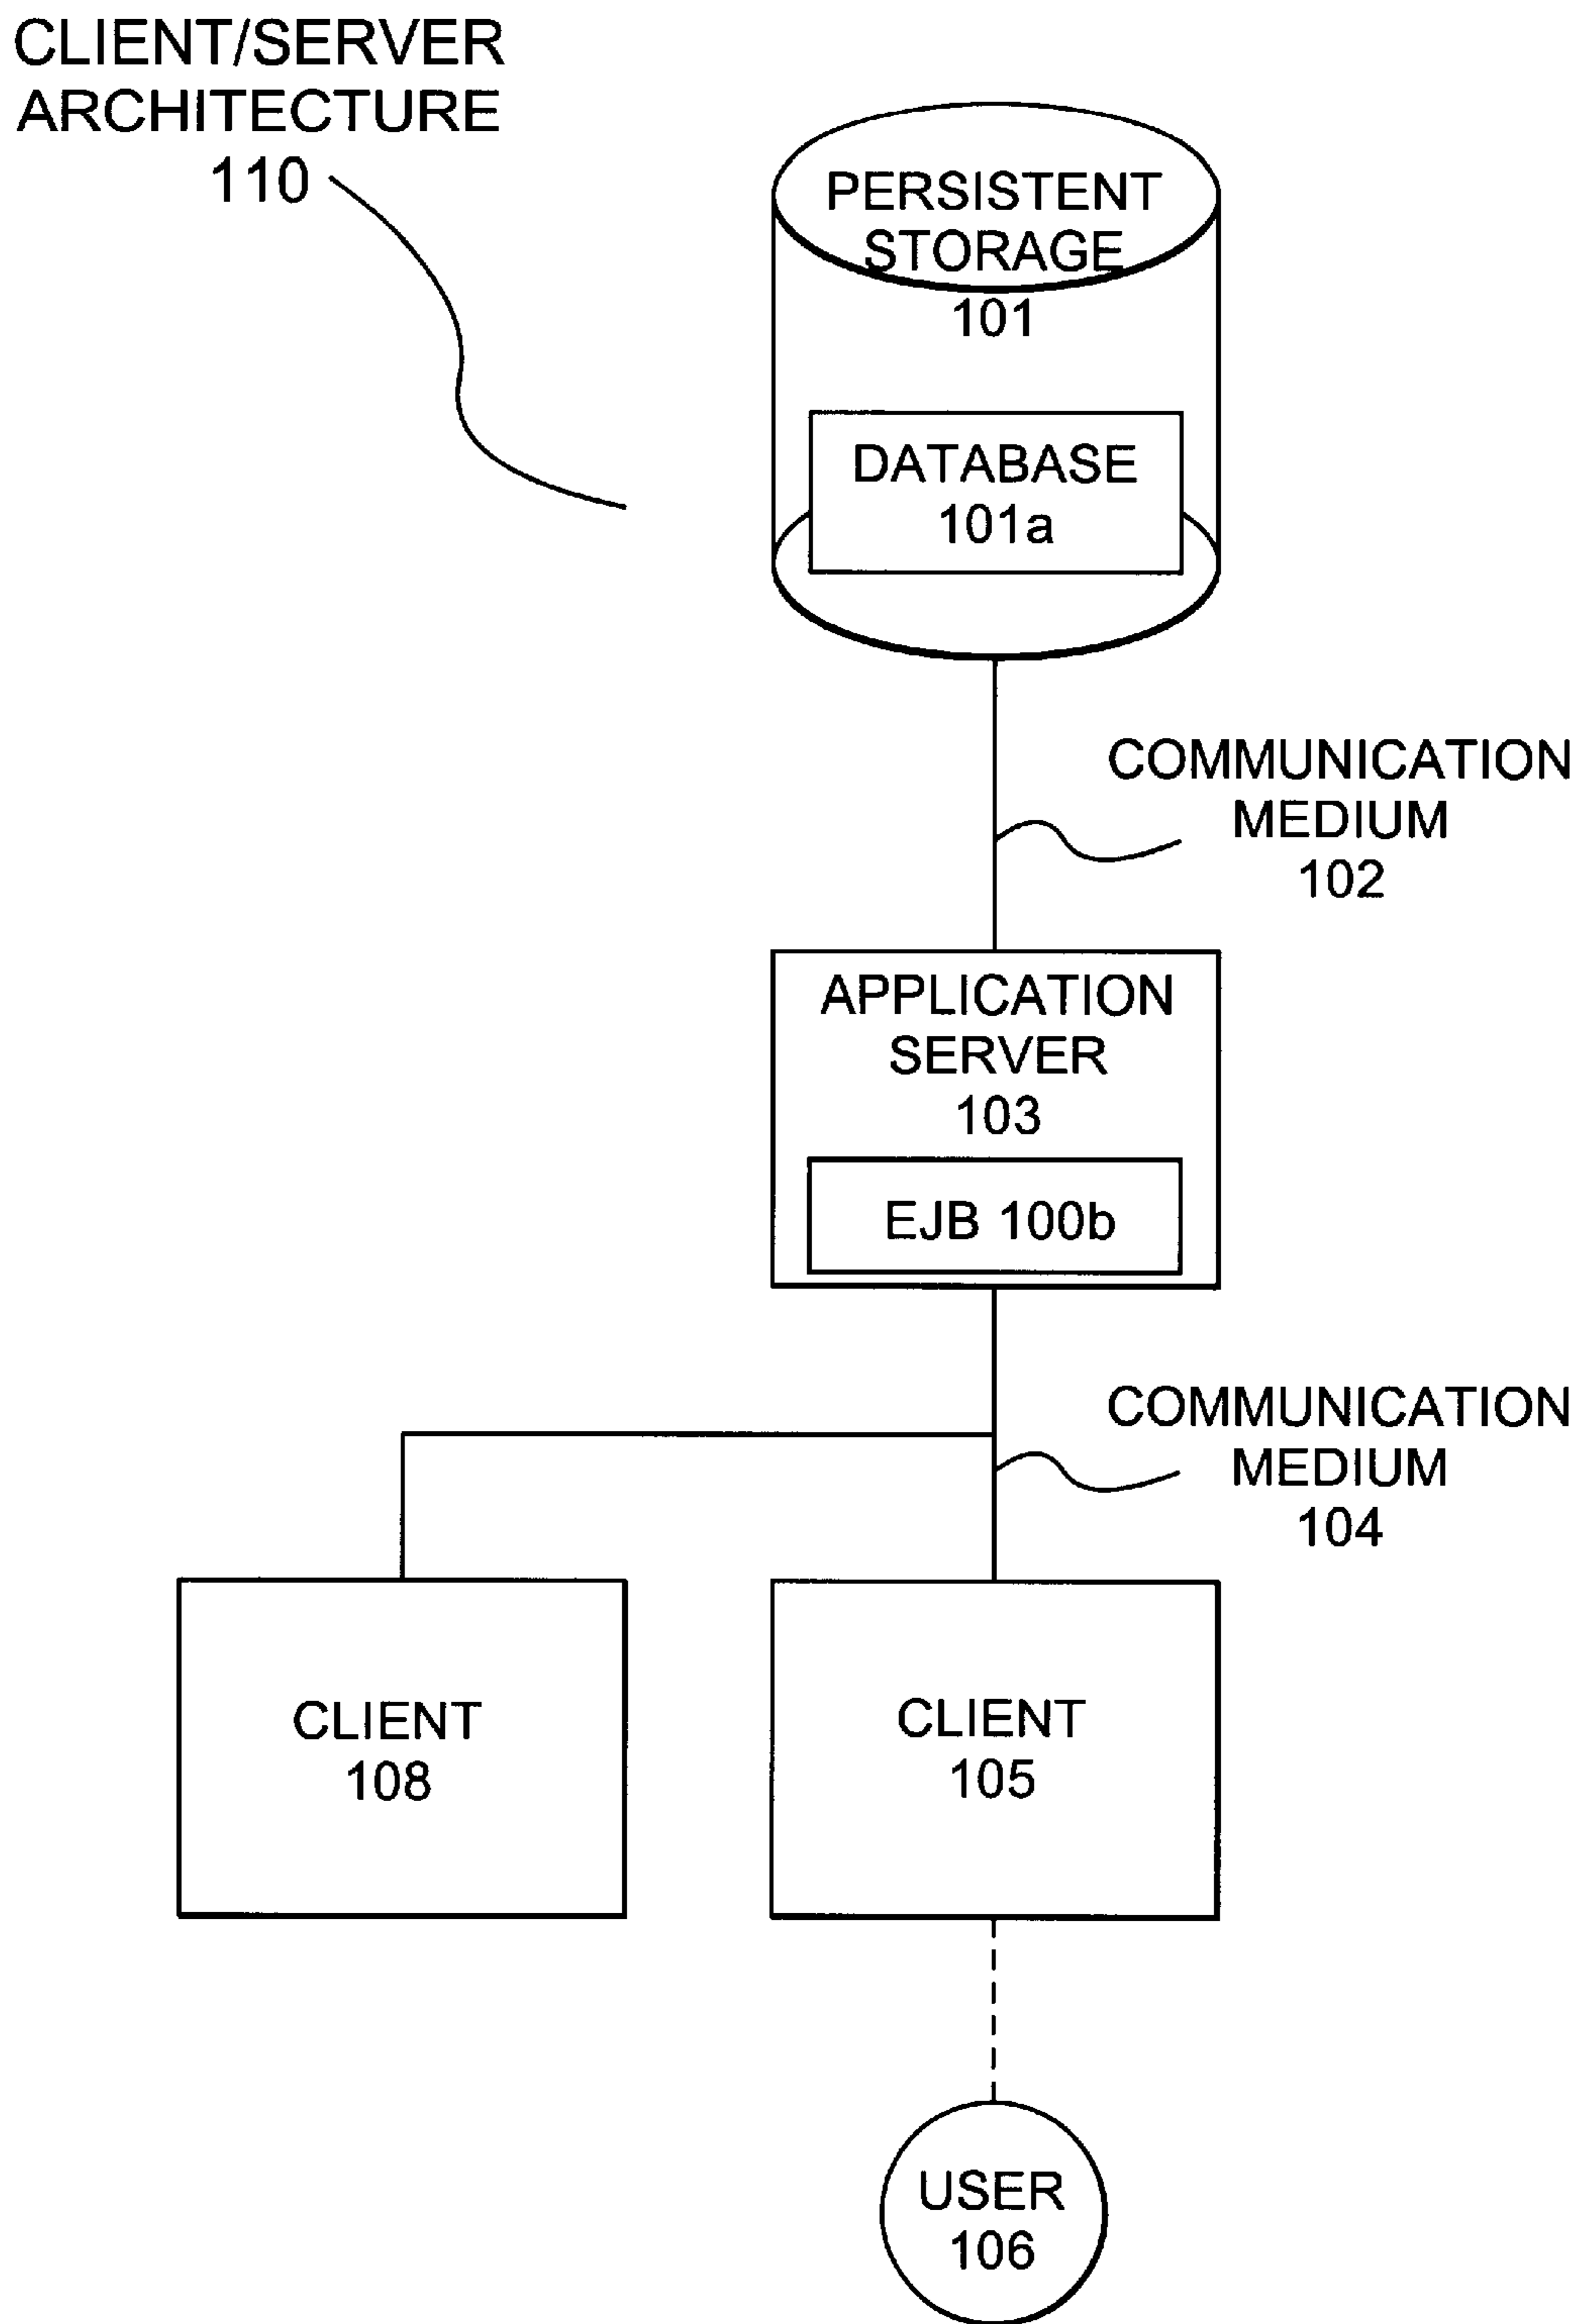 CLIENT/SERVER
ARCHITECTURE
110
PERSISTENT
STORAGE
101
DATABASE
101a
COMMUNICATION
MEDIUM
102
APPLICATION
SERVER
103
EJB 100b
COMMUNICATION
MEDIUM
104
CLIENT
108
CLIENT
105
USER
106